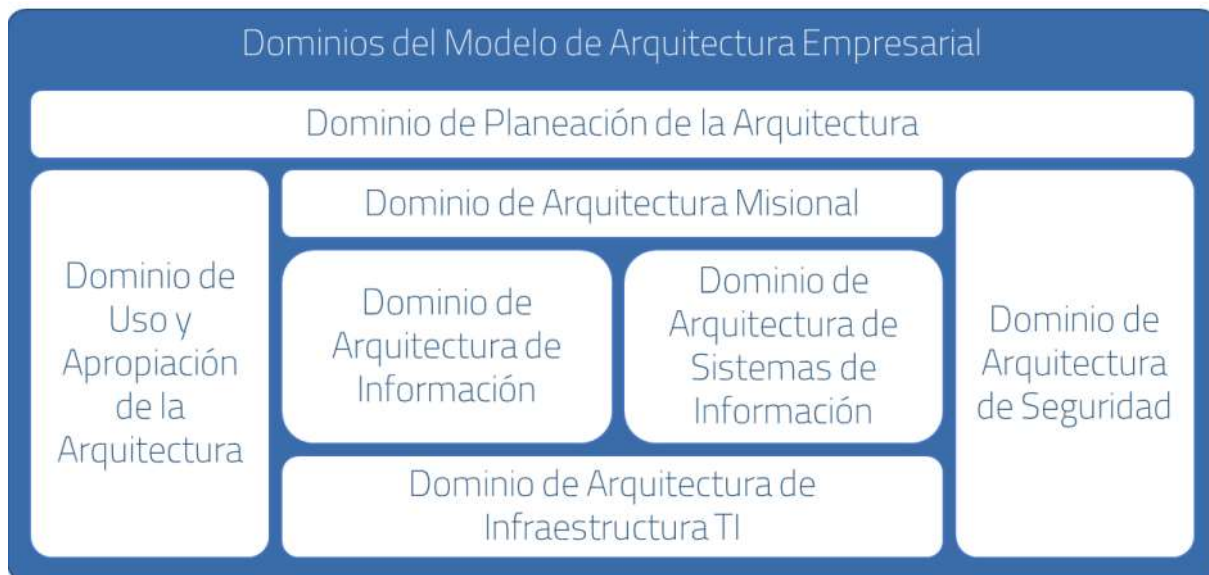 Dominios del Modelo de Arquitectura Empresarial
Dominio de Planeación de la Arquitectura
Dominio de
Uso y
Apropiación
de la
Arquitectura
Dominio de Arquitectura Misional
Dominio de
Arquitectura de
Información
Dominio de
Arquitectura de
Sistemas de
Información
Dominio de Arquitectura de
Infraestructura TI
Dominio de
Arquitectura
de Seguridad